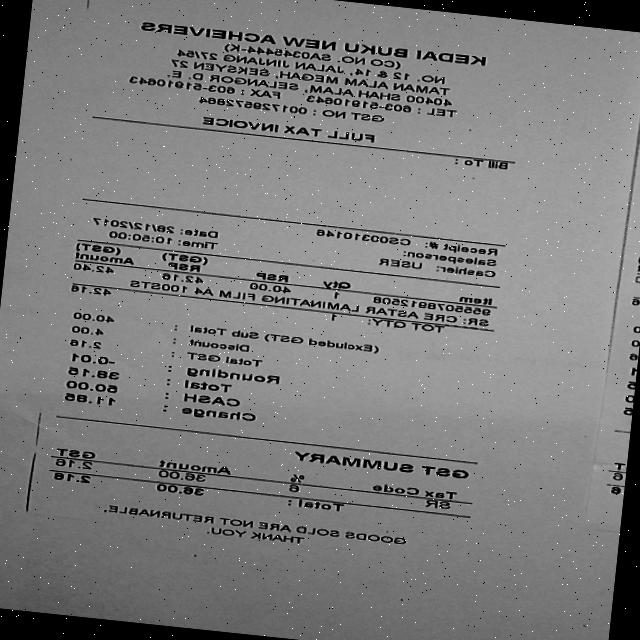 KEDAI BUKU NEW ACHEIVERS
(CO. NO. SA0345444-K)
NO. 12 & 14, JALAN JINJANG 27/54
TAMAN ALAM MEGAH, SEKSYEN 27
40400 SHAH ALAM, SELANGOR D. E.
TEL : 603-51910643 FAX : 603-51910643
GST NO :
FULL TAX INVOICE
Bill To :
Receipt #: CS00310146 Date: 28/12/2017
Salesperson: Time: 10:50:00
Cashier: USER
Item Qty RSP (GST) RSP (GST) Amount
9555078912508 1 40.00 42.16 42.40
SR: CRE ASTAR LAMINATING FILM A4 100STS
TOT QTY: 1 42.16
(Excluded GST) Sub Total : 40.00
Discount : 4.00
Total GST : 2.16
Rounding : -0.01
Total : 38.15
CASH : 50.00
Change : 11.85
GST SUMMARY
Tax Code % Amount GST
SR 6 36.00 2.16
Total : 36.00 2.16
GOODS SOLD ARE NOT RETURNABLE.
THANK YOU.